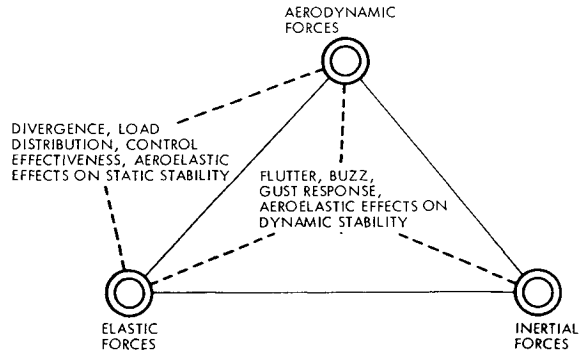 AERODYNAMIC
FORCES
DIVERGENCE, LOAD
DISTRIBUTION, CONTROL
EFFECTIVENESS, AEROELASTIC
EFFECTS ON STATIC STABILITY
FLUTTER, BUZZ,
GUST RESPONSE,
AEROELASTIC EFFECTS ON
DYNAMIC STABILITY
ELASTIC
FORCES
INERTIAL
FORCES